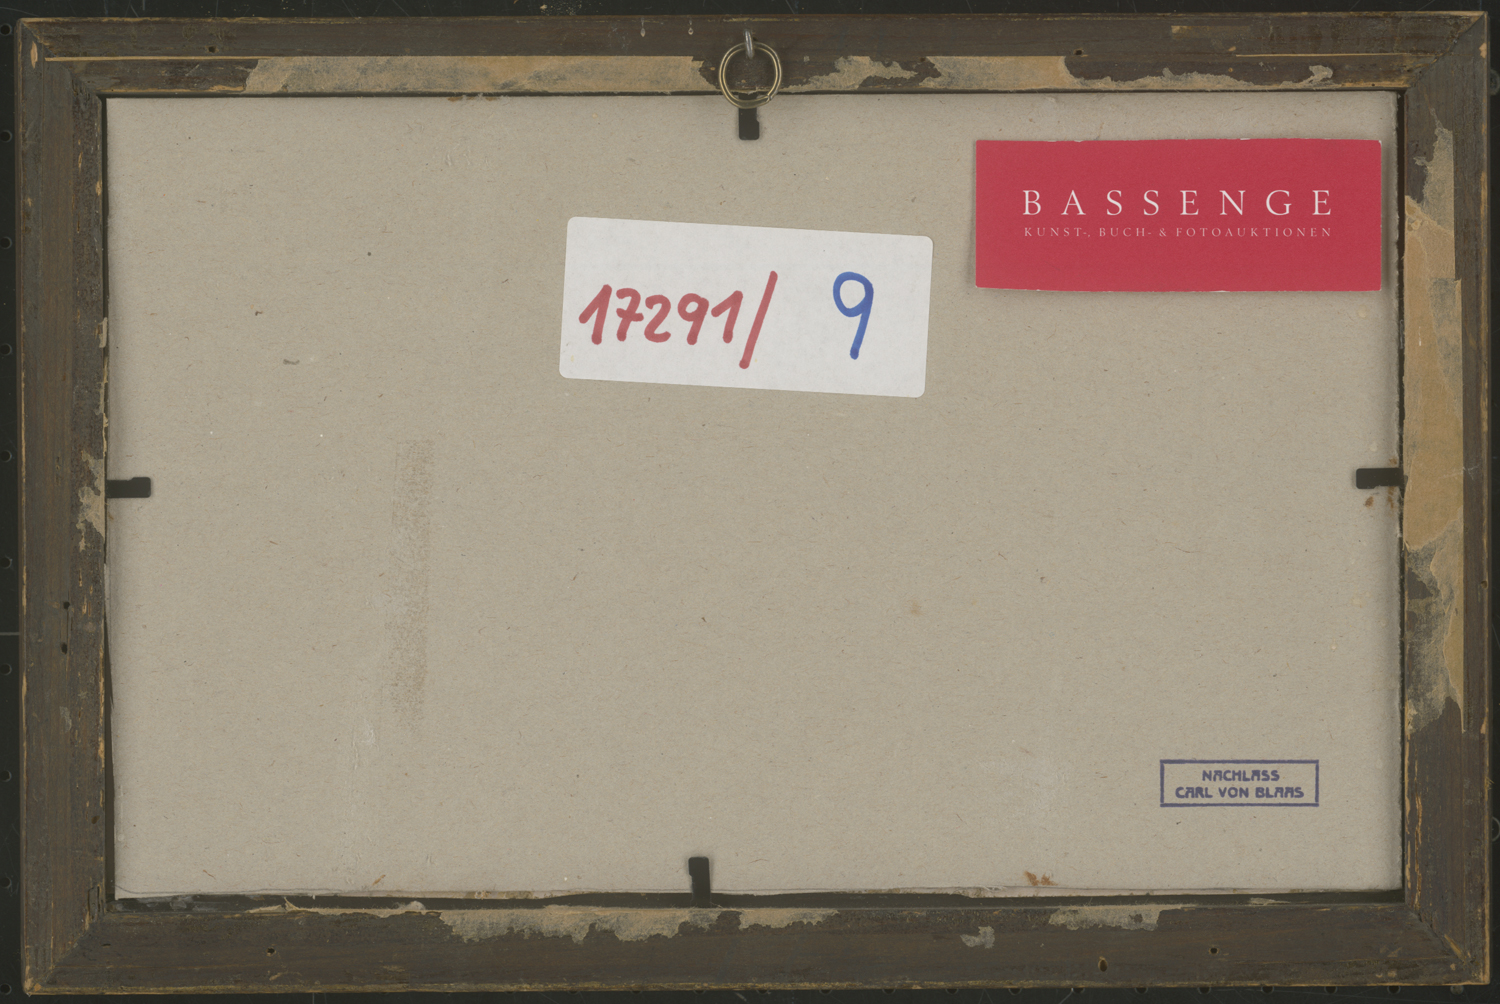 BASSENGE
KUNST-, BUCH- & FOTOAUKTIONEN
17291/ 9
NACHLASS
CARL VON BLAAS